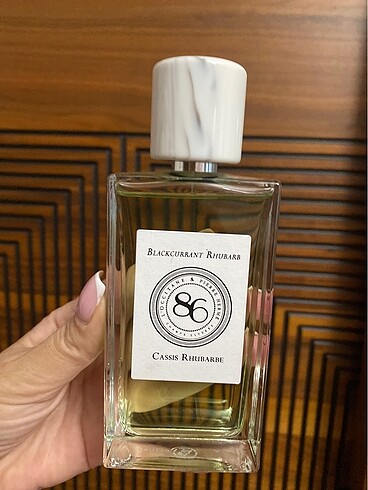 Blackcurrant Rhubarb
L'OCCITANE & PIERRE HERMÉ
86
Cassis Rhubarbe